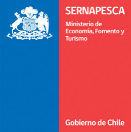 SERNAPESCA
Ministerio de
Economía, Fomento y
Turismo
Gobierno de Chile